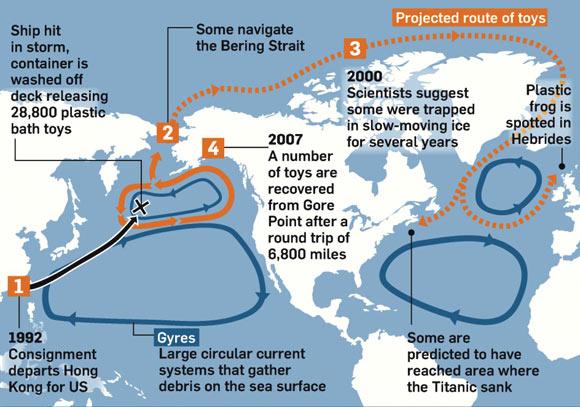 Ship hit
in storm,
container is
washed off
deck releasing
28,800 plastic
bath toys
Some navigate
the Bering Strait
Projected route of toys
3
2000
Scientists suggest
some were trapped
in slow-moving ice
for several years
Plastic
frog is
spotted in
Hebrides
2
4
2007
A number
of toys are
recovered
from Gore
Point after a
round trip of
6,800 miles
1
1992
Consignment
departs Hong
Kong for US
Gyres
Large circular current
systems that gather
debris on the sea surface
Some are
predicted to have
reached area where
the Titanic sank